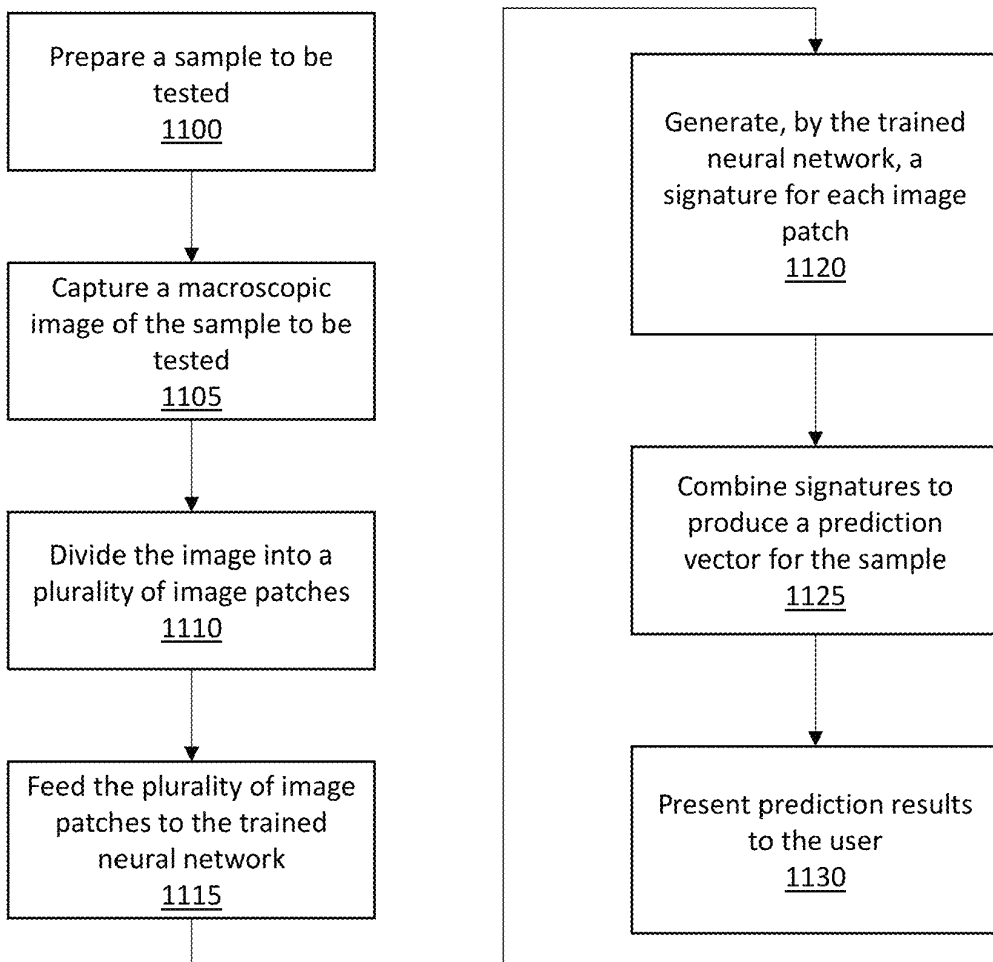 Prepare a sample to be
tested
1100
Capture a macroscopic
image of the sample to be
tested
1105
Divide the image into a
plurality of image patches
1110
Feed the plurality of image
patches to the trained
neural network
1115
Generate, by the trained
neural network, a
signature for each image
patch
1120
Combine signatures to
produce a prediction
vector for the sample
1125
Present prediction results
to the user
1130